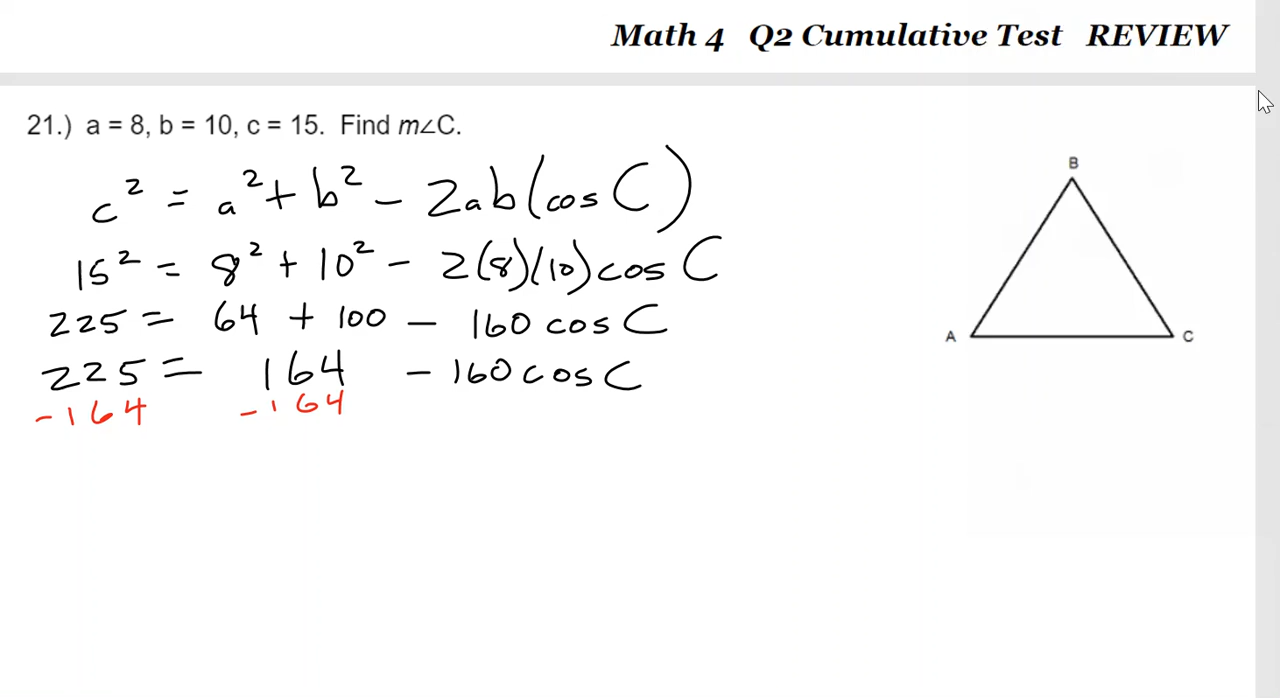 Math 4 Q2 Cumulative Test REVIEW
21.) a = 8, b = 10, c = 15. Find m∠C.
c² = a² + b² - 2ab(cos C)
15² = 8² + 10² - 2(8)(10) cos C
225 = 64 + 100 - 160 cos C
225 = 164 - 160 cos C
-164 -164
B
A
C